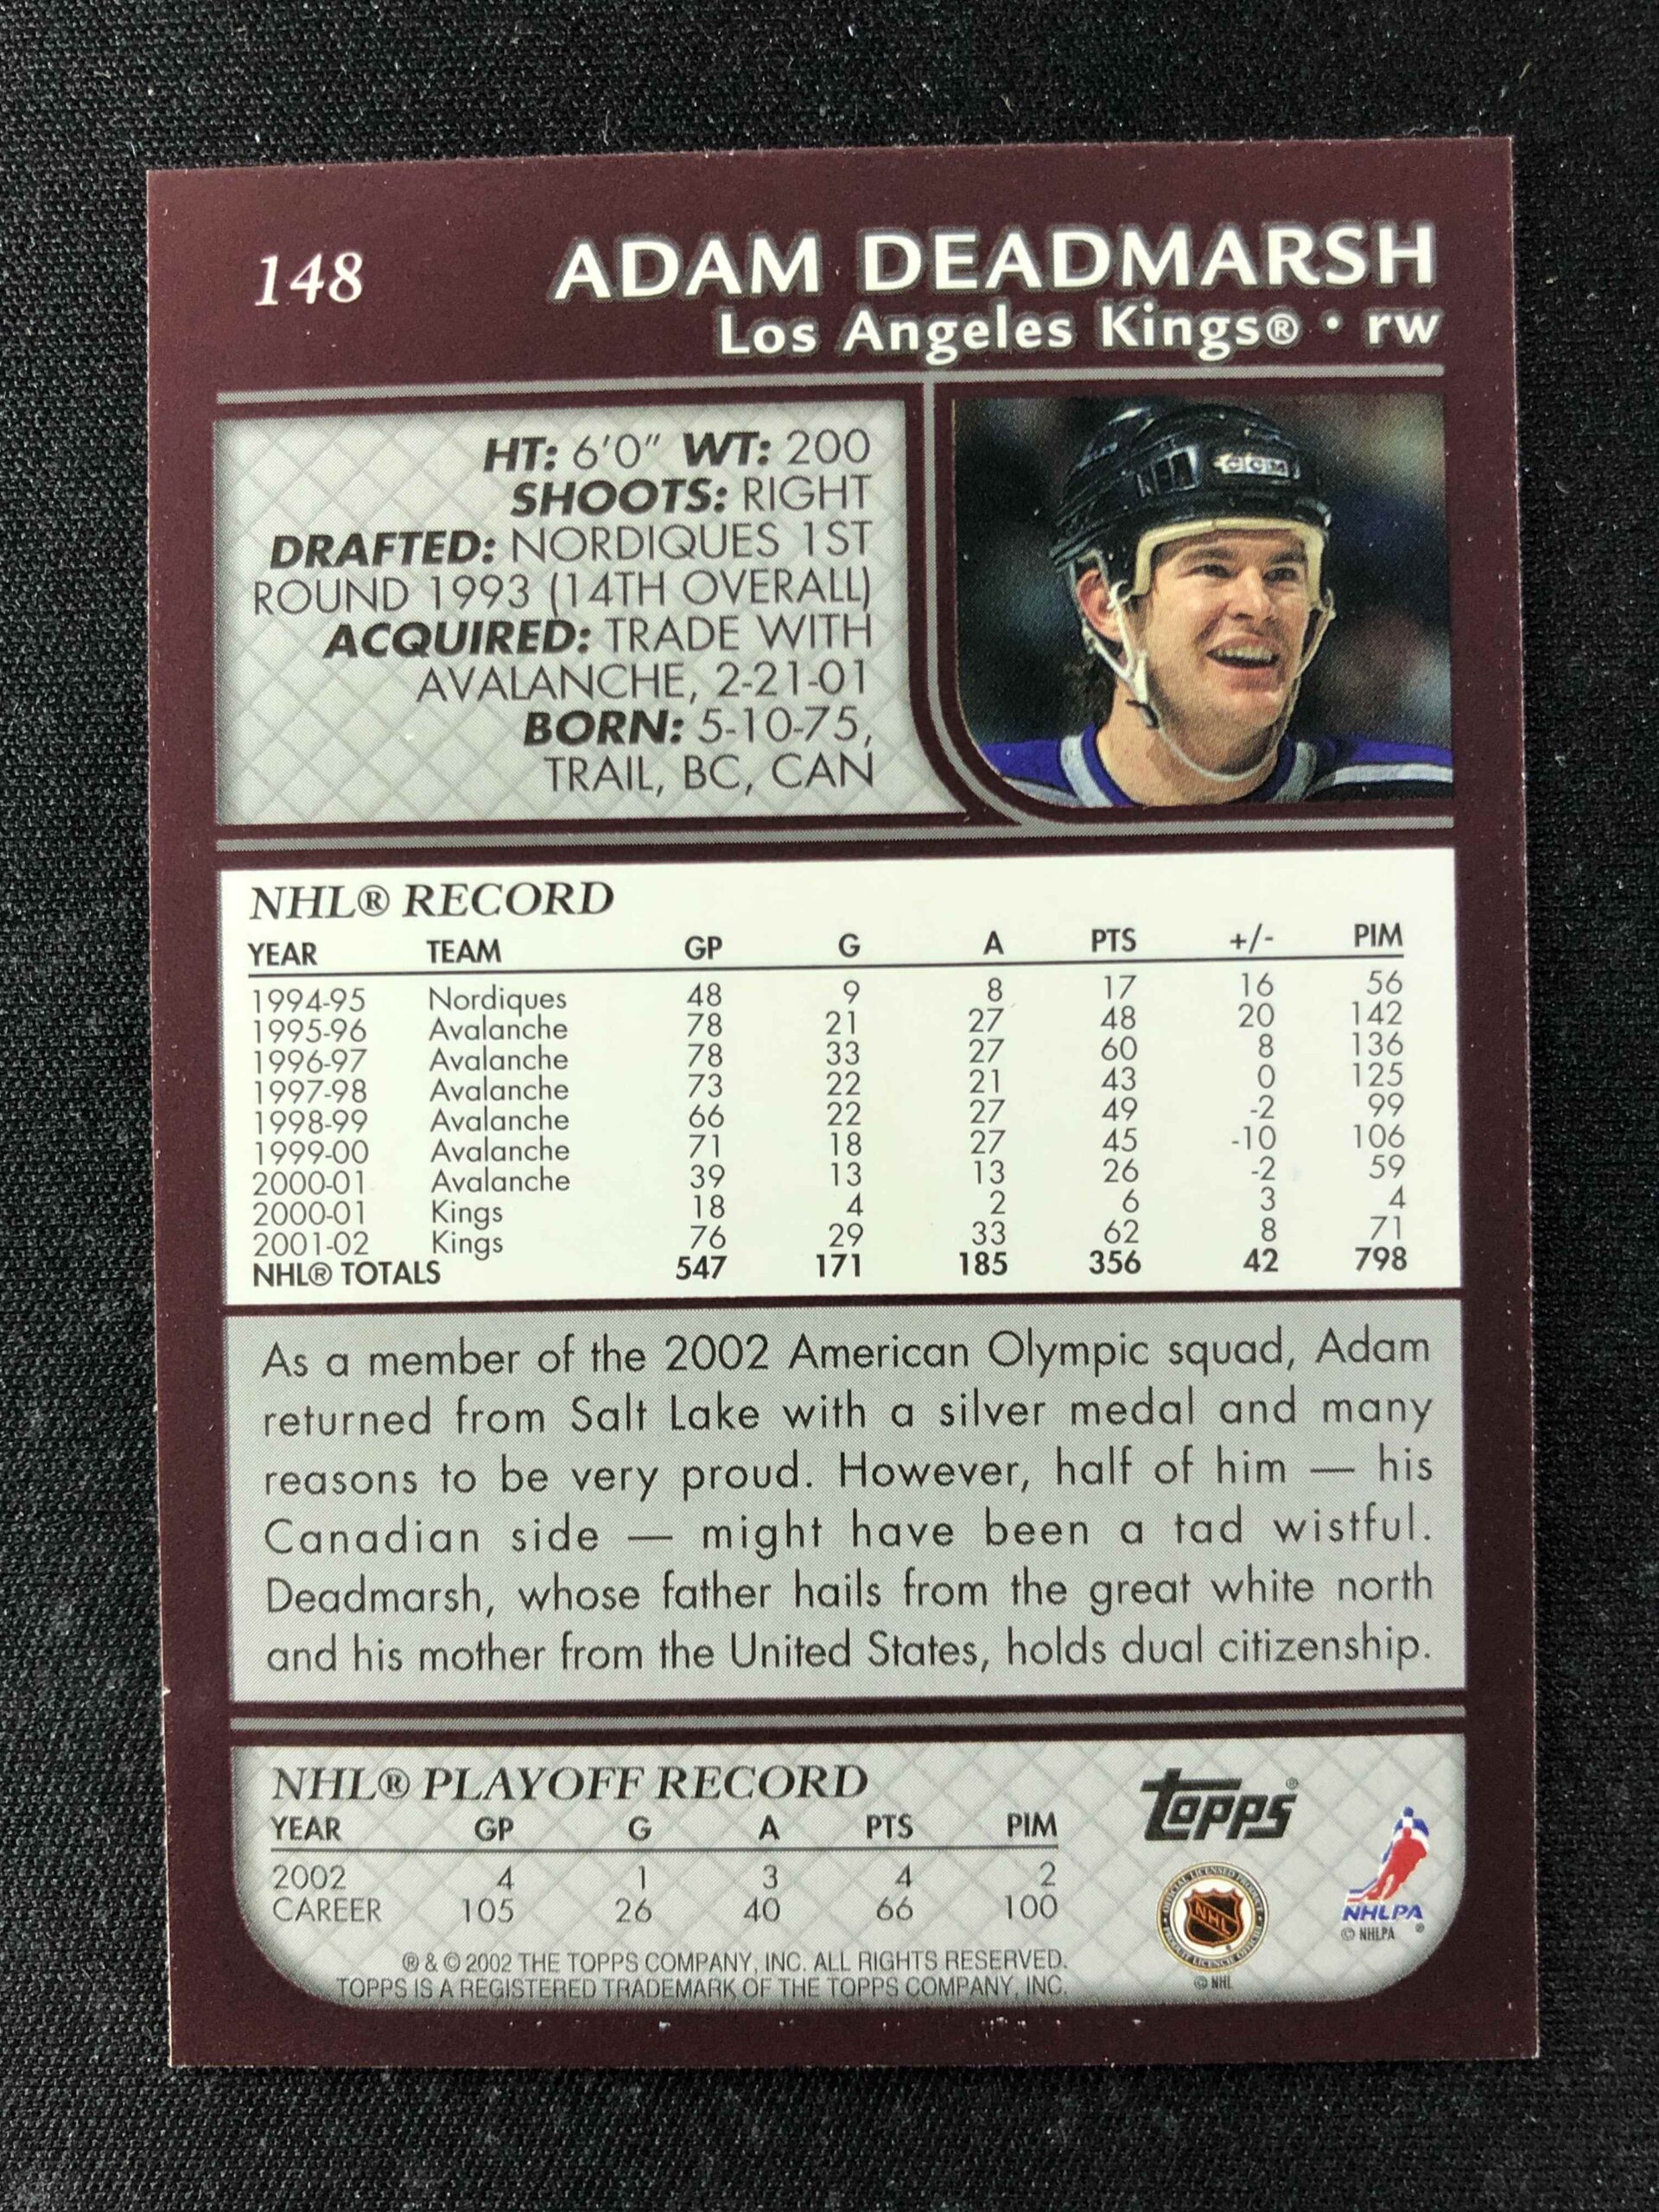 148
ADAM DEADMARSH
Los Angeles Kings® • rw
HT: 6'0" WT: 200
SHOOTS: RIGHT
DRAFTED: NORDIQUES 1ST
ROUND 1993 (14TH OVERALL)
ACQUIRED: TRADE WITH
AVALANCHE, 2-21-01
BORN: 5-10-75,
TRAIL, BC, CAN
CCM
NHL® RECORD
YEAR TEAM GP G A PTS +/- PIM
1994-95 Nordiques 48 9 8 17 16 56
1995-96 Avalanche 78 21 27 48 20 142
1996-97 Avalanche 78 33 27 60 8 136
1997-98 Avalanche 73 22 21 43 0 125
1998-99 Avalanche 66 22 27 49 -2 99
1999-00 Avalanche 71 18 27 45 -10 106
2000-01 Avalanche 39 13 13 26 -2 59
2000-01 Kings 18 4 2 6 3 4
2001-02 Kings 76 29 33 62 8 71
NHL® TOTALS 547 171 185 356 42 798
As a member of the 2002 American Olympic squad, Adam
returned from Salt Lake with a silver medal and many
reasons to be very proud. However, half of him — his
Canadian side — might have been a tad wistful.
Deadmarsh, whose father hails from the great white north
and his mother from the United States, holds dual citizenship.
NHL® PLAYOFF RECORD
YEAR GP G A PTS PIM
2002 4 1 3 4 2
CAREER 105 26 40 66 100
® & © 2002 THE TOPPS COMPANY, INC. ALL RIGHTS RESERVED.
TOPPS IS A REGISTERED TRADEMARK OF THE TOPPS COMPANY, INC.
Topps®
NHL
© NHL
NHLPA®
© NHLPA